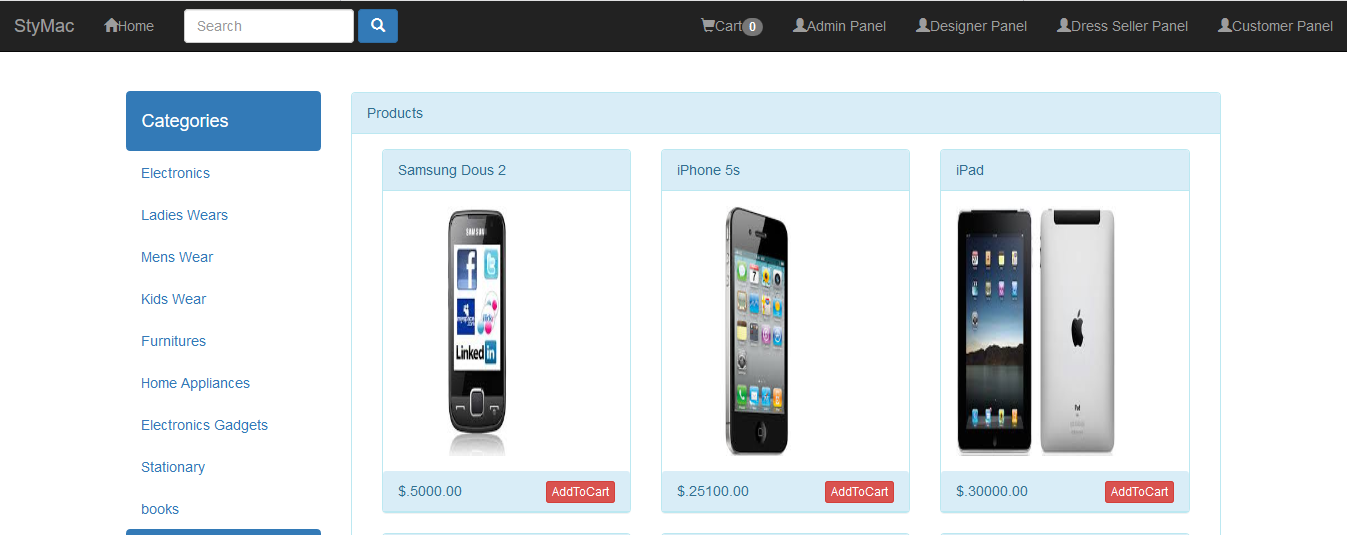 StyMac Home Search Cart 0 Admin Panel Designer Panel Dress Seller Panel Customer Panel
Categories
Electronics
Ladies Wears
Mens Wear
Kids Wear
Furnitures
Home Appliances
Electronics Gadgets
Stationary
books
Products
Samsung Dous 2
SAMSUNG
Linked in
$.5000.00 AddToCart
iPhone 5s
$.25100.00 AddToCart
iPad
iPad
$.30000.00 AddToCart